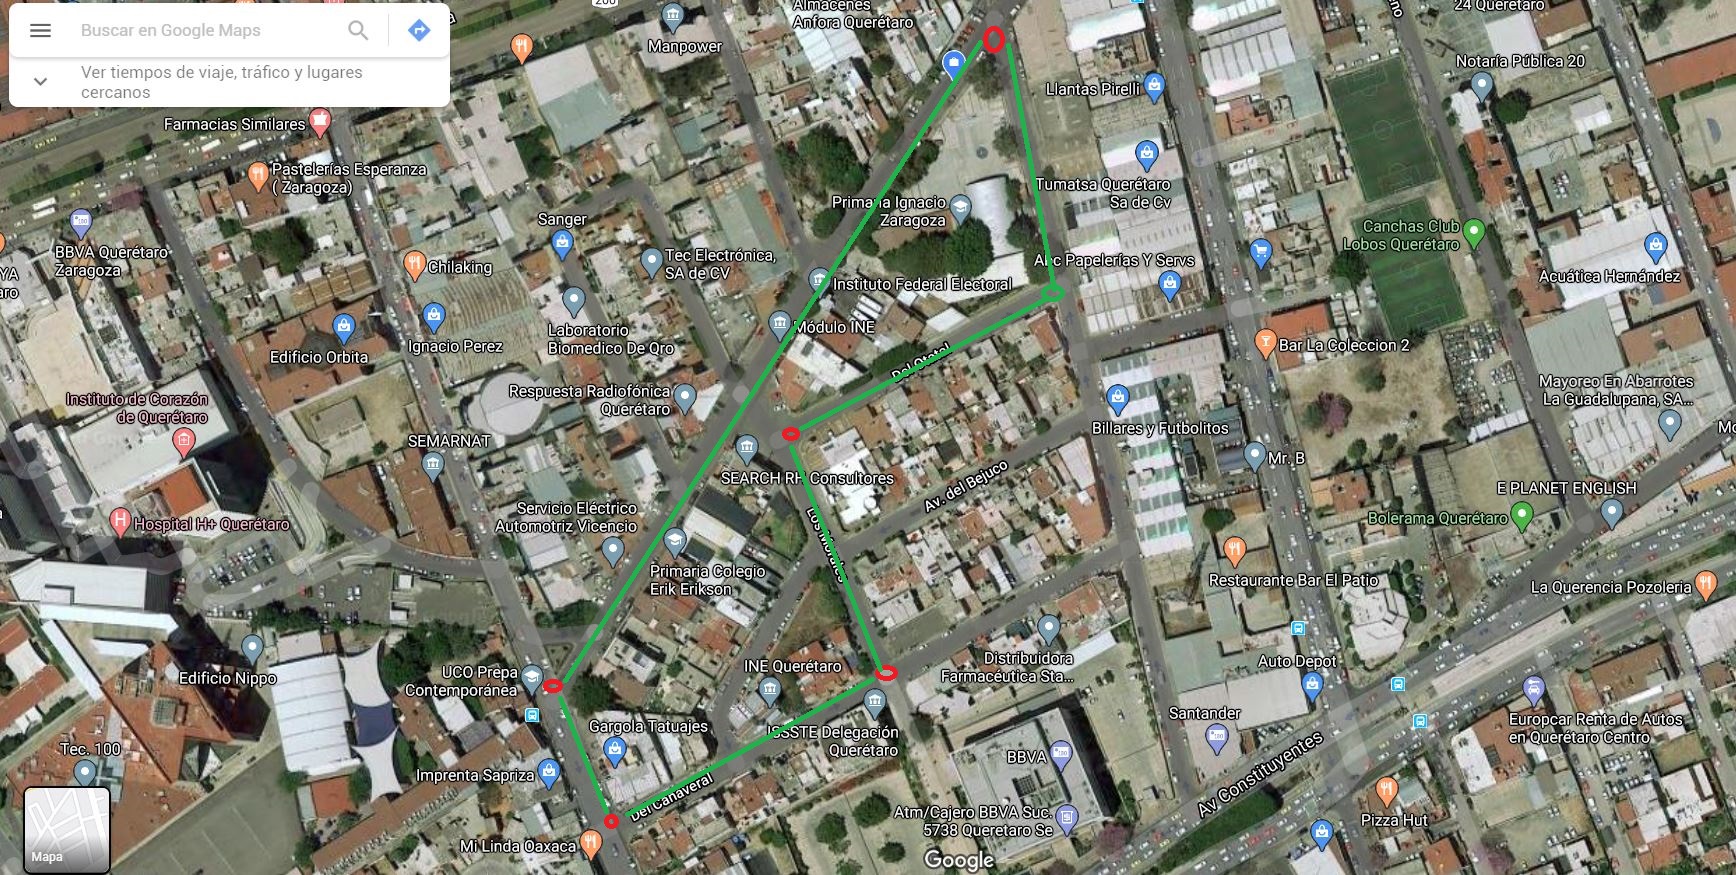 200
Almacenes
Anfora Querétaro
24 Querétaro
Buscar en Google Maps
Manpower
Ver tiempos de viaje, tráfico y lugares
cercanos
Notaría Pública 20
Llantas Pirelli
Farmacias Similares
Pastelerías Esperanza
( Zaragoza)
Tumatsa Querétaro
Sa de Cv
Primaria Ignacio
Zaragoza
Sanger
Canchas Club
Lobos Querétaro
BBVA Querétaro
Zaragoza
Chilaking
Tec Electrónica,
SA de CV
Abc Papelerías Y Servs
Acuática Hernández
Instituto Federal Electoral
Laboratorio
Biomedico De Qro
Módulo INE
Edificio Orbita
Ignacio Perez
Bar La Coleccion 2
Del Otatal
Respuesta Radiofónica
Querétaro
Mayoreo En Abarrotes
La Guadalupana, SA...
Instituto de Corazón
de Querétaro
SEMARNAT
Billares y Futbolitos
Mr. B
SEARCH RH Consultores
Av. del Bejuco
E PLANET ENGLISH
Servicio Eléctrico
Automotriz Vicencio
Hospital H+ Querétaro
Bolerama Querétaro
Los Morales
Primaria Colegio
Erik Erikson
Restaurante Bar El Patio
La Querencia Pozoleria
UCO Prepa
Contemporánea
INE Querétaro
Distribuidora
Farmacéutica Sta...
Edificio Nippo
Auto Depot
Gargola Tatuajes
ISSSTE Delegación
Querétaro
Santander
Europcar Renta de Autos
en Querétaro Centro
Tec. 100
Imprenta Sapriza
BBVA
Av Constituyentes
Del Cañaveral
Atm/Cajero BBVA Suc.
5738 Queretaro Se
Pizza Hut
Mi Linda Oaxaca
Mapa
Google